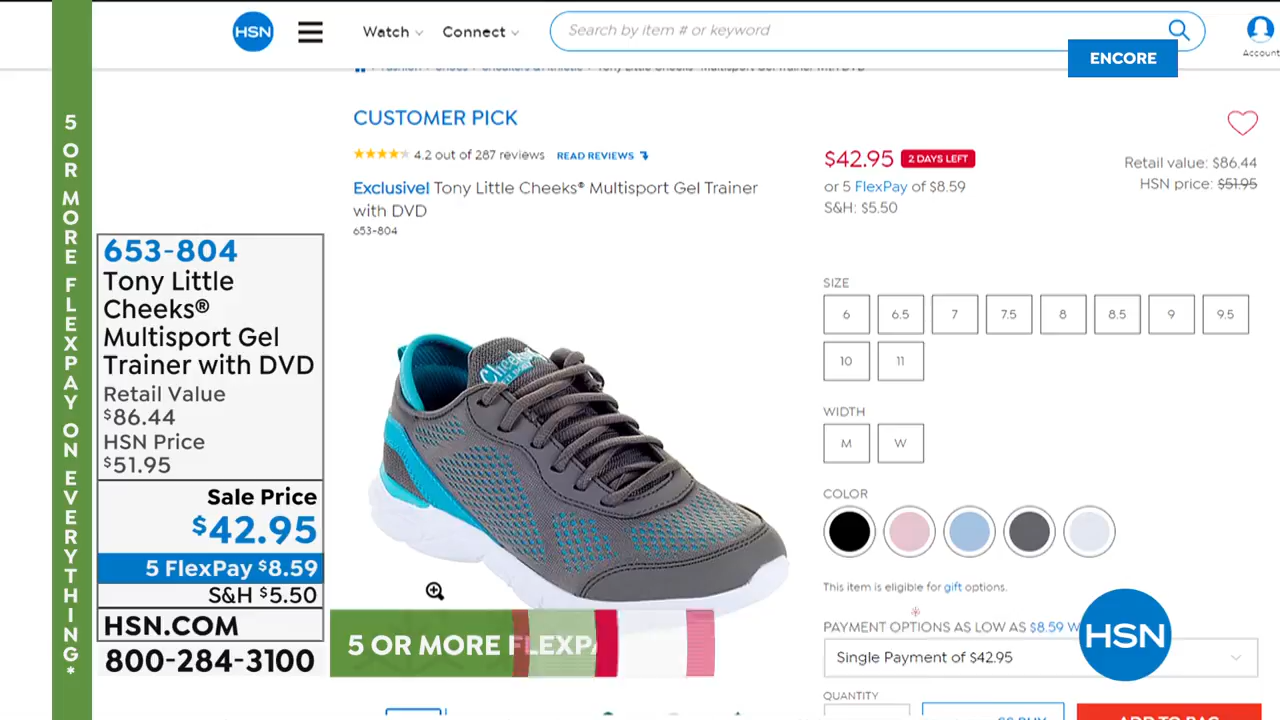 HSN
Watch
Connect
Search by item # or keyword
Account
ENCORE
CUSTOMER PICK
4.2 out of 287 reviews
READ REVIEWS
Exclusive! Tony Little Cheeks® Multisport Gel Trainer
with DVD
653-804
$42.95
2 DAYS LEFT
or 5 FlexPay of $8.59
S&H: $5.50
Retail value: $86.44
HSN price: $51.95
SIZE
6
6.5
7
7.5
8
8.5
9
9.5
10
11
WIDTH
M
W
COLOR
This item is eligible for gift options.
PAYMENT OPTIONS AS LOW AS $8.59 W
Single Payment of $42.95
QUANTITY
ADD TO BAG
HSN
5 OR MORE FLEXPAY ON EVERYTHING*
653-804
Tony Little
Cheeks®
Multisport Gel
Trainer with DVD
Retail Value
$86.44
HSN Price
$51.95
Sale Price
$42.95
5 FlexPay $8.59
S&H $5.50
HSN.COM
800-284-3100
Cheeks
5 OR MORE FLEXPA